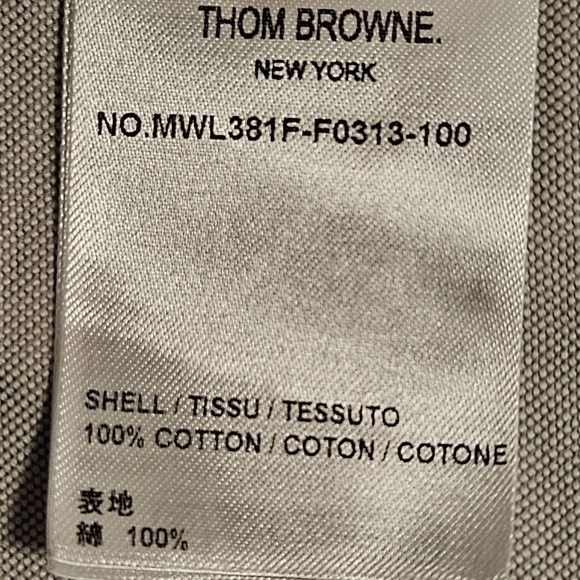 THOM BROWNE.
NEW YORK
NO.MWL381F-F0313-100
SHELL / TISSU / TESSUTO
100% COTTON / COTON / COTONE
表地
綿 100%